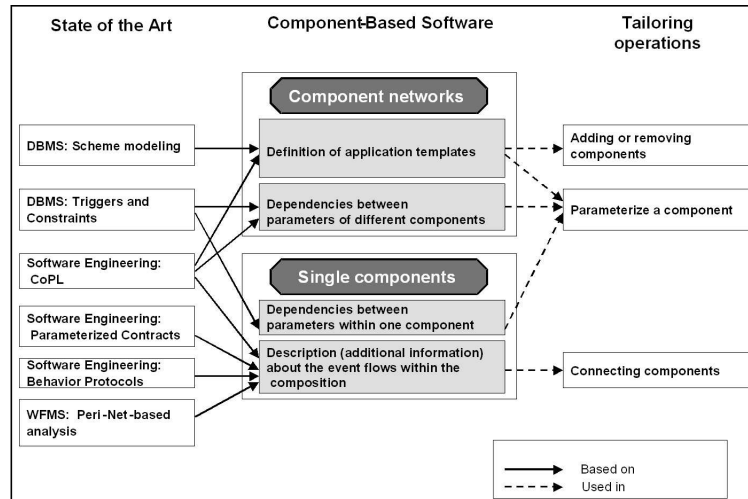 State of the Art
Component-Based Software
Tailoring
operations
Component networks
DBMS: Scheme modeling
Definition of application templates
Adding or removing
components
DBMS: Triggers and
Constraints
Dependencies between
parameters of different components
Parameterize a component
Software Engineering:
CoPL
Single components
Dependencies between
parameters within one component
Software Engineering:
Parameterized Contracts
Description (additional information)
about the event flows within the
composition
Software Engineering:
Behavior Protocols
Connecting components
WFMS: Peri-Net-based
analysis
Based on
Used in